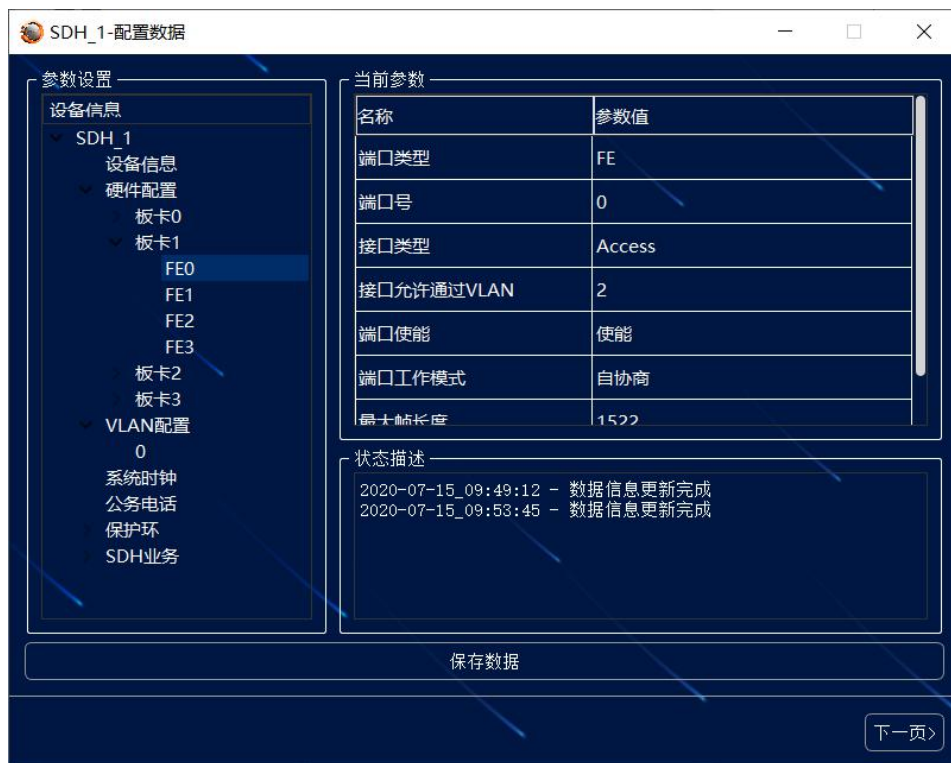 SDH_1-配置数据
参数设置
设备信息
SDH_1
设备信息
硬件配置
板卡0
板卡1
FE0
FE1
FE2
FE3
板卡2
板卡3
VLAN配置
0
系统时钟
公务电话
保护环
SDH业务
当前参数
名称 参数值
端口类型 FE
端口号 0
接口类型 Access
接口允许通过VLAN 2
端口使能 使能
端口工作模式 自协商
最大帧长度 1522
状态描述
2020-07-15_09:49:12 - 数据信息更新完成
2020-07-15_09:53:45 - 数据信息更新完成
保存数据
下一页>